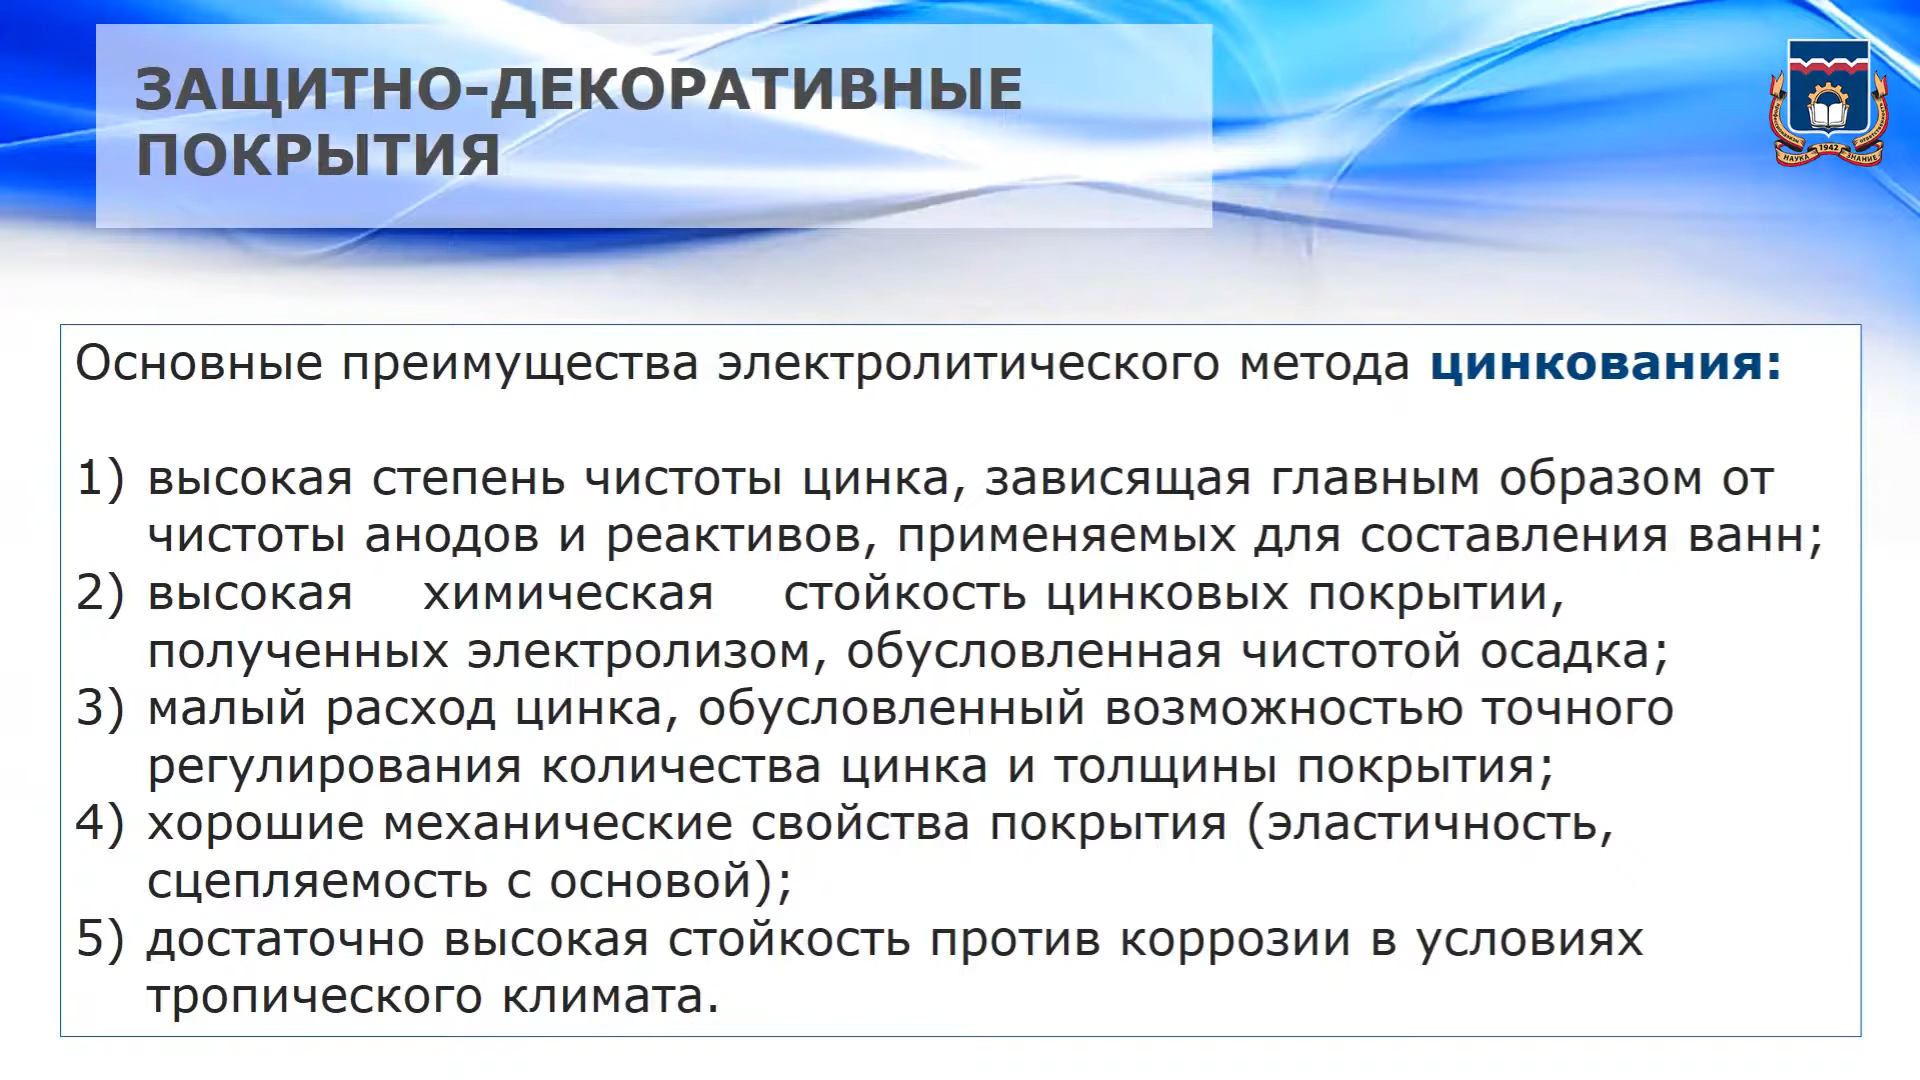 ЗАЩИТНО-ДЕКОРАТИВНЫЕ
ПОКРЫТИЯ
НАУКА
1942
ЗНАНИЕ
Основные преимущества электролитического метода цинкования:
1) высокая степень чистоты цинка, зависящая главным образом от
чистоты анодов и реактивов, применяемых для составления ванн;
2) высокая химическая стойкость цинковых покрытии,
полученных электролизом, обусловленная чистотой осадка;
3) малый расход цинка, обусловленный возможностью точного
регулирования количества цинка и толщины покрытия;
4) хорошие механические свойства покрытия (эластичность,
сцепляемость с основой);
5) достаточно высокая стойкость против коррозии в условиях
тропического климата.